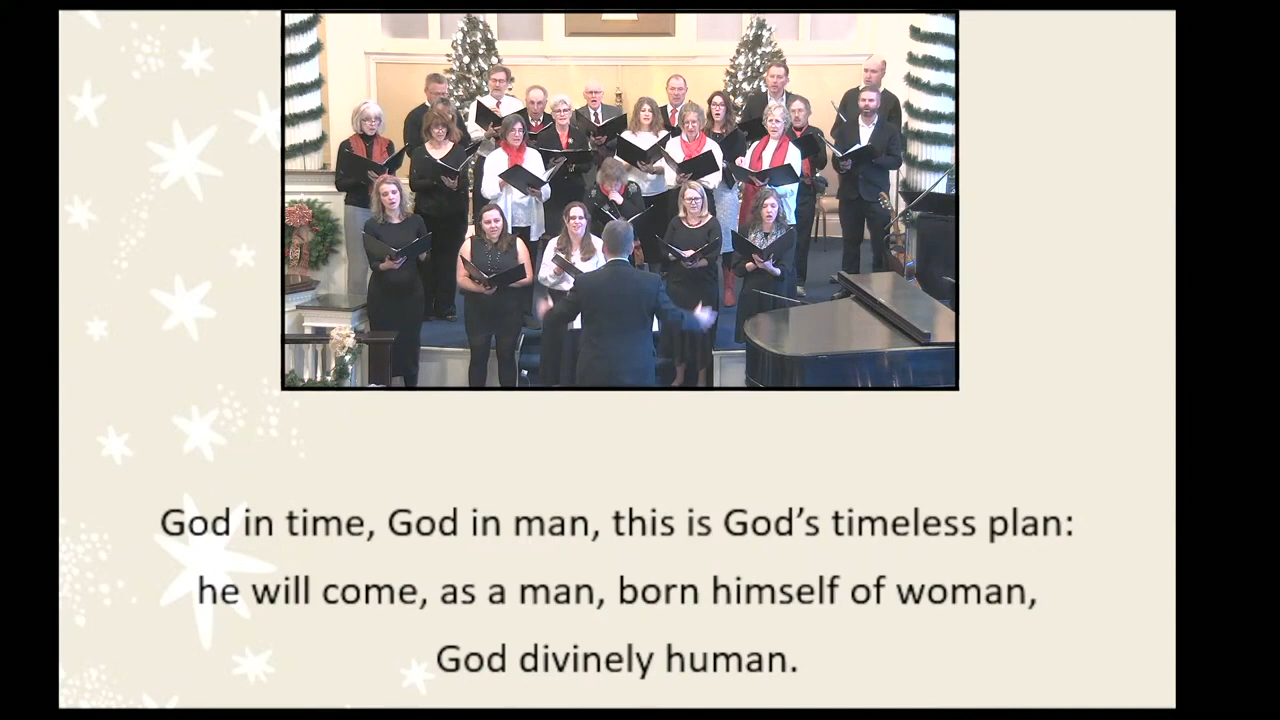 God in time, God in man, this is God’s timeless plan:
he will come, as a man, born himself of woman,
God divinely human.